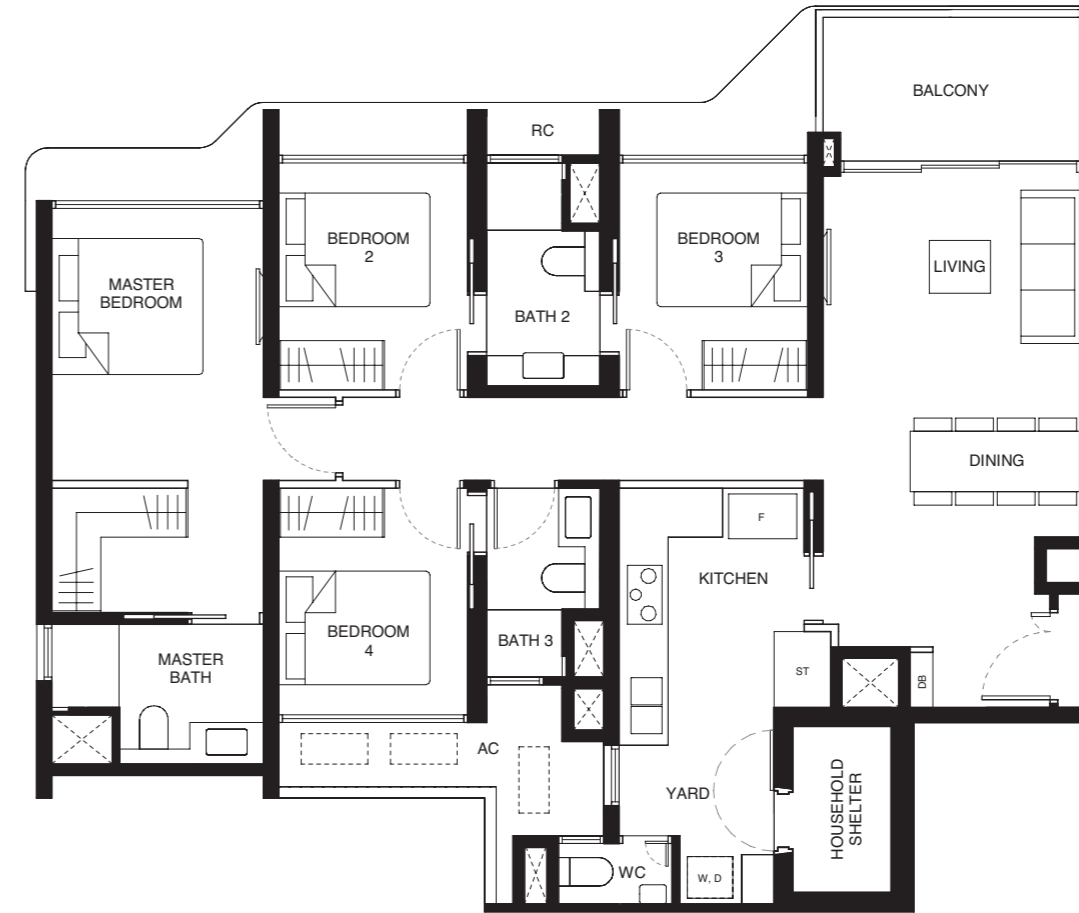 BALCONY
RC
BEDROOM
2
BEDROOM
3
LIVING
MASTER
BEDROOM
BATH 2
DINING
F
KITCHEN
BEDROOM
4
BATH 3
MASTER
BATH
ST
DB
AC
YARD
HOUSEHOLD
SHELTER
WC
W, D